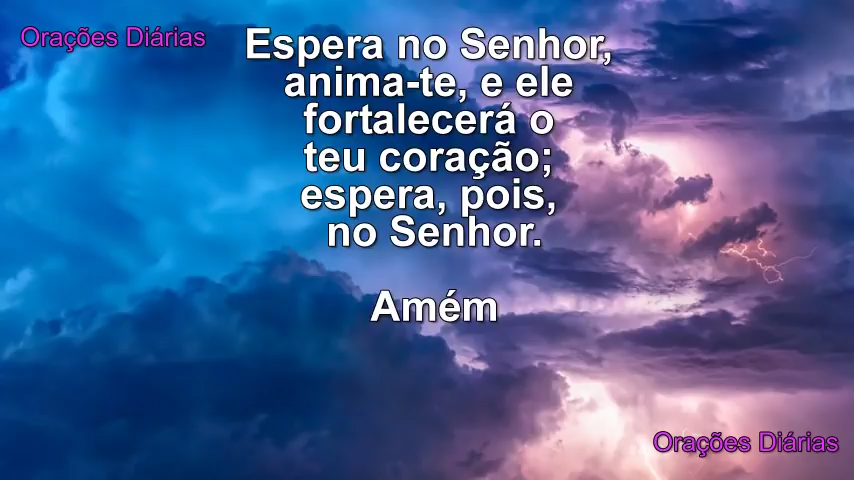 Orações Diárias
Espera no Senhor,
anima-te, e ele
fortalecerá o
teu coração;
espera, pois,
no Senhor.
Amém
Orações Diárias